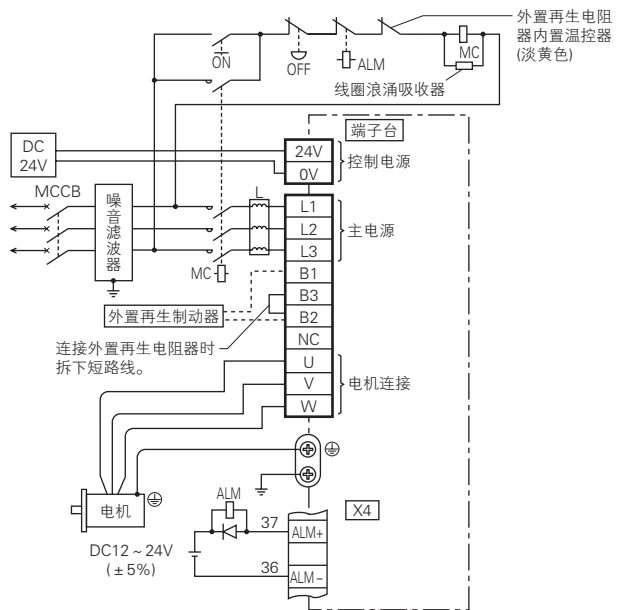 外置再生电阻
器内置温控器
(淡黄色)
ON
OFF
ALM
MC
线圈浪涌吸收器
端子台
DC
24V
24V
0V
控制电源
MCCB
噪音滤波器
L
L1
L2
L3
主电源
MC
B1
B3
B2
NC
外置再生制动器
连接外置再生电阻器时
拆下短路线。
U
V
W
电机连接
电机
ALM
X4
37
ALM+
DC12~24V
(±5%)
36
ALM−